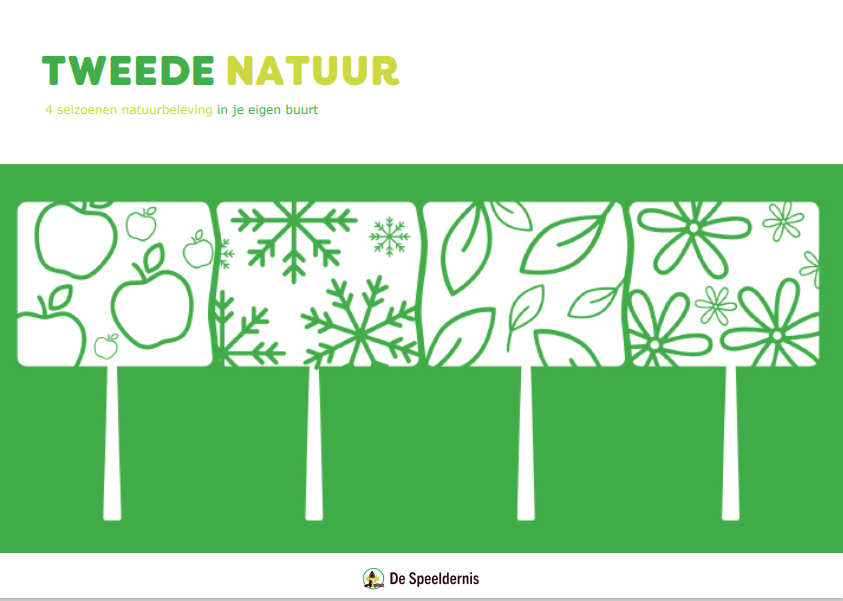 TWEEDE NATUUR
4 seizoenen natuurbeleving in je eigen buurt
De Speeldernis